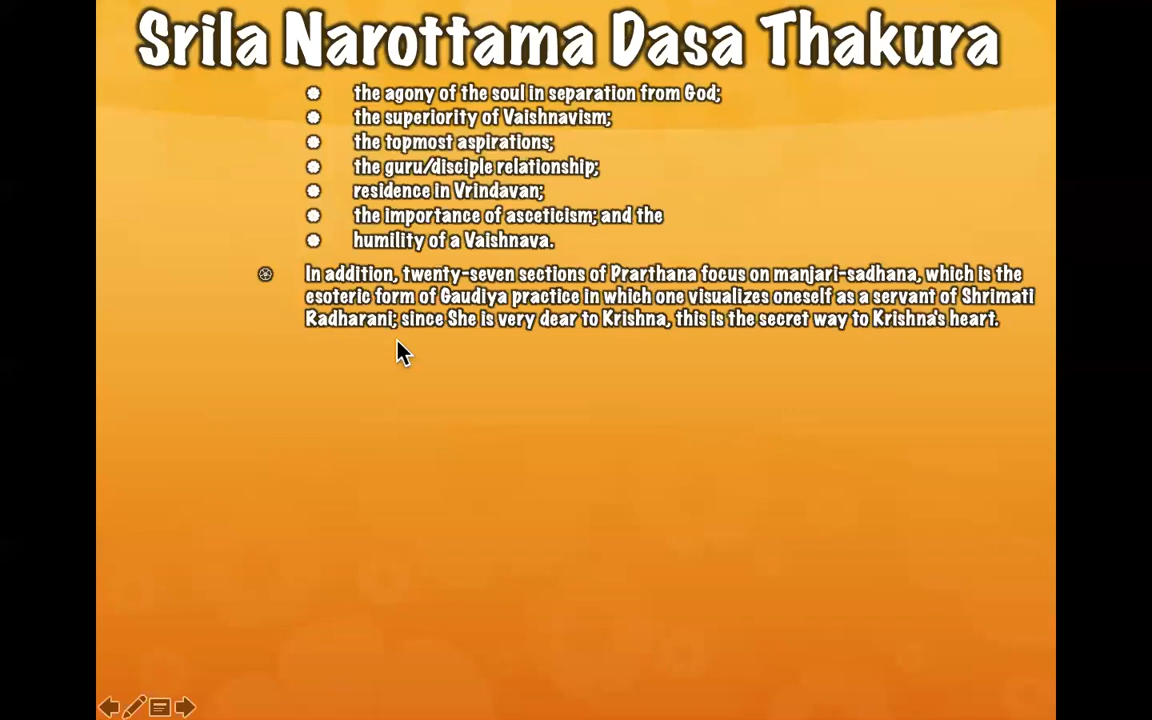 Srila Narottama Dasa Thakura
the agony of the soul in separation from God;
the superiority of Vaishnavism;
the topmost aspirations;
the guru/disciple relationship;
residence in Vrindavan;
the importance of asceticism; and the
humility of a Vaishnava.
In addition, twenty-seven sections of Prarthana focus on manjari-sadhana, which is the
esoteric form of Gaudiya practice in which one visualizes oneself as a servant of Shrimati
Radharani; since She is very dear to Krishna, this is the secret way to Krishna's heart.